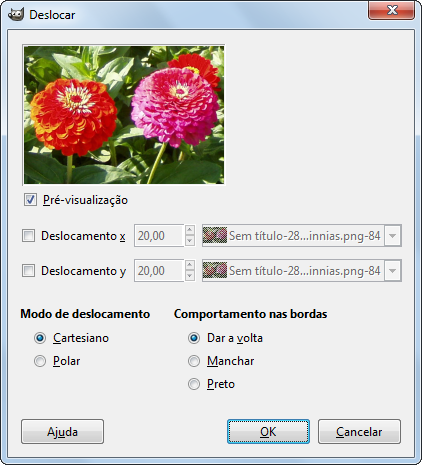 Deslocar
Pré-visualização
Deslocamento x 20,00 Sem título-28...innias.png-84
Deslocamento y 20,00 Sem título-28...innias.png-84
Modo de deslocamento Comportamento nas bordas
Cartesiano Dar a volta
Polar Manchar
Preto
Ajuda OK Cancelar